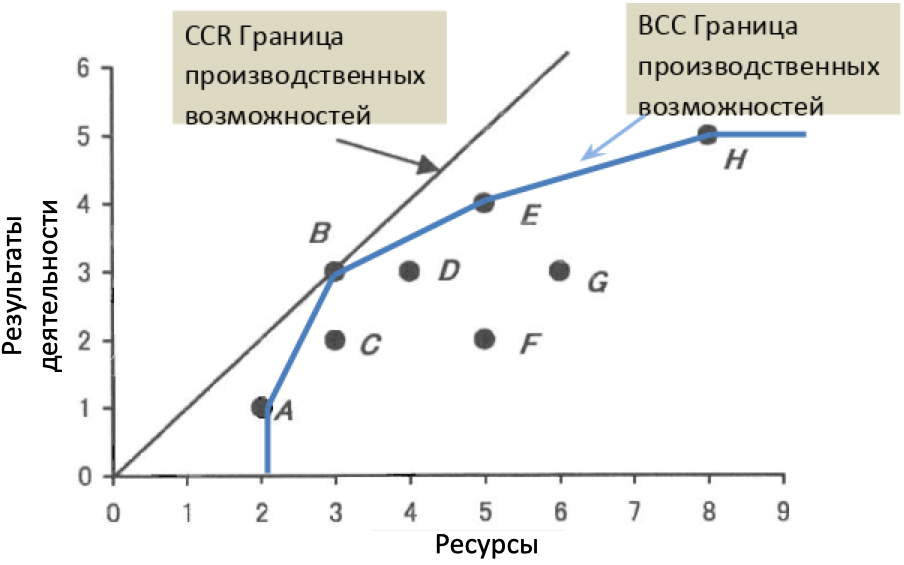 CCR Граница
производственных
возможностей
BCC Граница
производственных
возможностей
6
5
4
3
2
1
0
Результаты
деятельности
A
B
C
D
E
F
G
H
0 1 2 3 4 5 6 7 8 9
Ресурсы